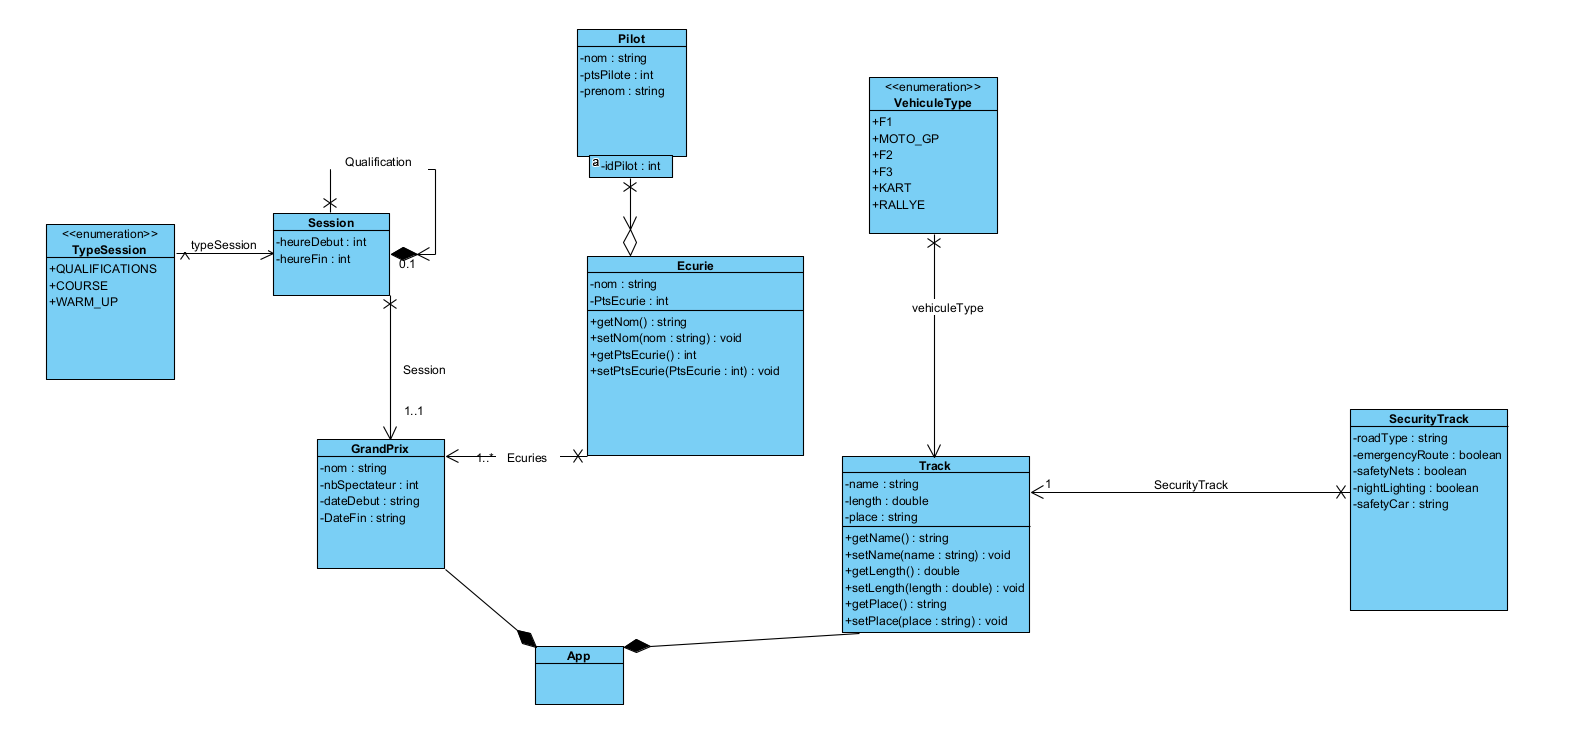 Pilot
-nom : string
-ptsPilote : int
-prenom : string
a
-idPilot : int
<<enumeration>>
VehiculeType
+F1
+MOTO_GP
+F2
+F3
+KART
+RALLYE
Qualification
<<enumeration>>
TypeSession
+QUALIFICATIONS
+COURSE
+WARM_UP
typeSession
Session
-heureDebut : int
-heureFin : int
0.1
Ecurie
-nom : string
-PtsEcurie : int
+getNom() : string
+setNom(nom : string) : void
+getPtsEcurie() : int
+setPtsEcurie(PtsEcurie : int) : void
vehiculeType
Session
1..1
GrandPrix
-nom : string
-nbSpectateur : int
-dateDebut : string
-DateFin : string
1..*
Ecuries
Track
-name : string
-length : double
-place : string
+getName() : string
+setName(name : string) : void
+getLength() : double
+setLength(length : double) : void
+getPlace() : string
+setPlace(place : string) : void
1
SecurityTrack
SecurityTrack
-roadType : string
-emergencyRoute : boolean
-safetyNets : boolean
-nightLighting : boolean
-safetyCar : string
App